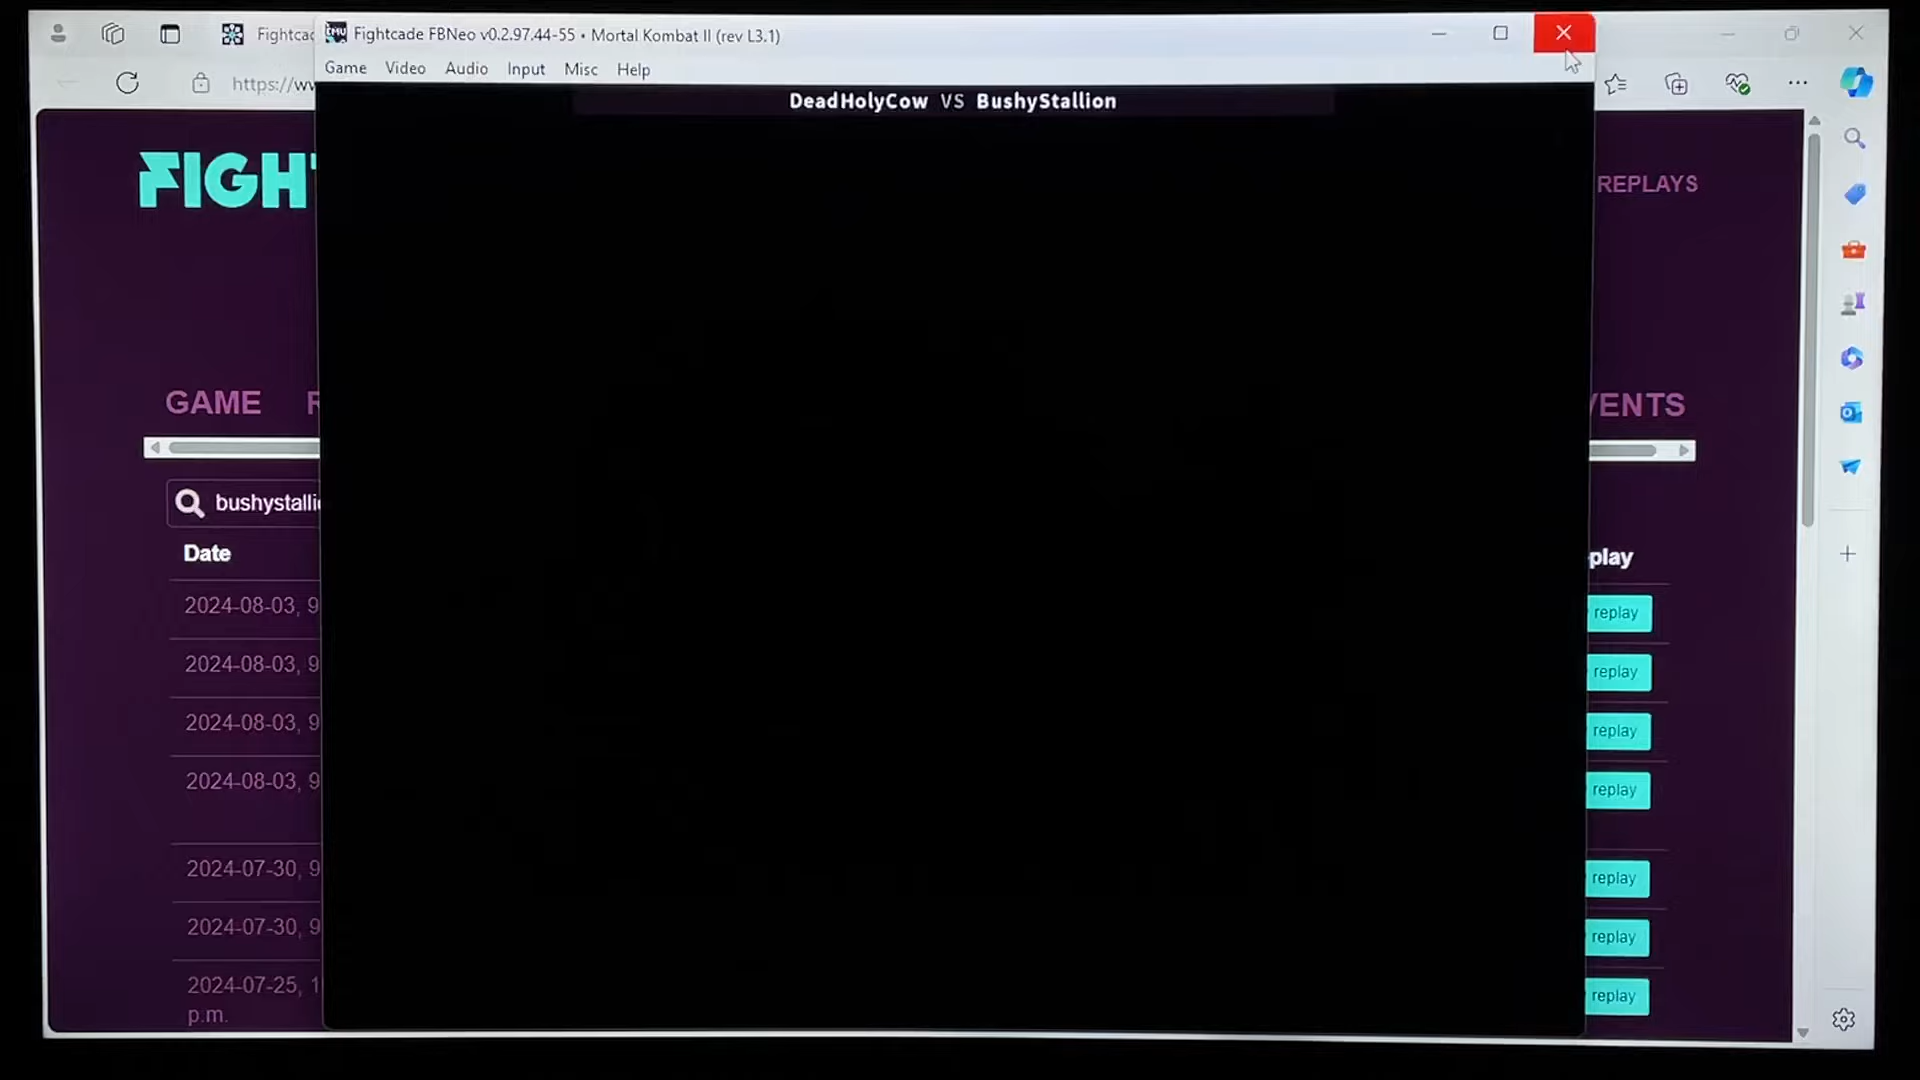 Fightcade FBNeo v0.2.97.44-55 • Mortal Kombat II (rev L3.1)
https://ww
Game Video Audio Input Misc Help
DeadHolyCow VS BushyStallion
FIGHT
REPLAYS
GAME
VENTS
bushystalli
Date
play
2024-08-03, 9
replay
2024-08-03, 9
replay
2024-08-03, 9
replay
2024-08-03, 9
replay
2024-07-30, 9
replay
2024-07-30, 9
replay
2024-07-25, 1
p.m.
replay